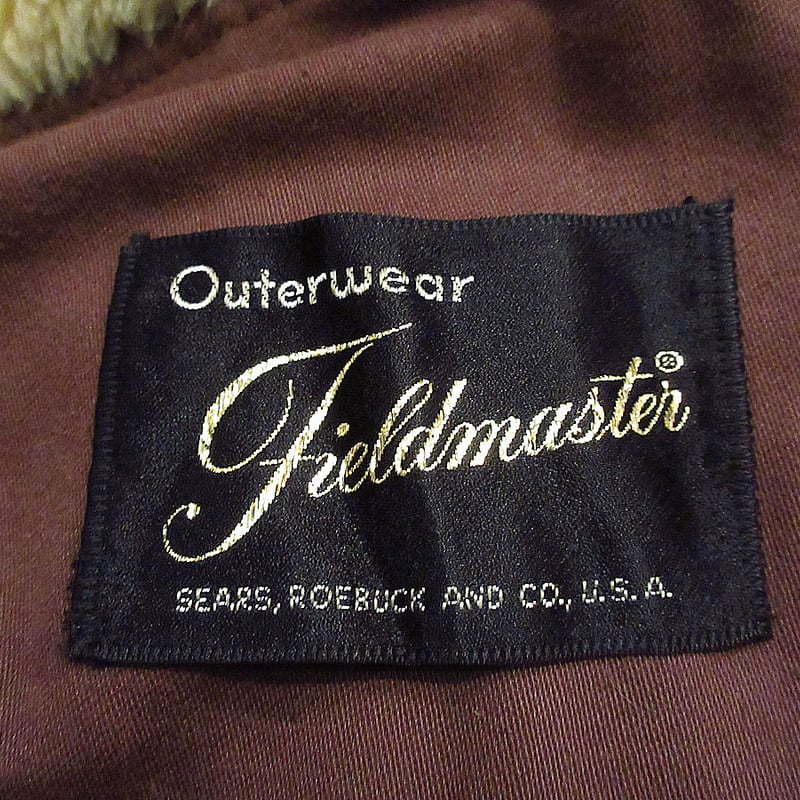 Outerwear
Fieldmaster®
SEARS, ROEBUCK AND CO., U.S.A.